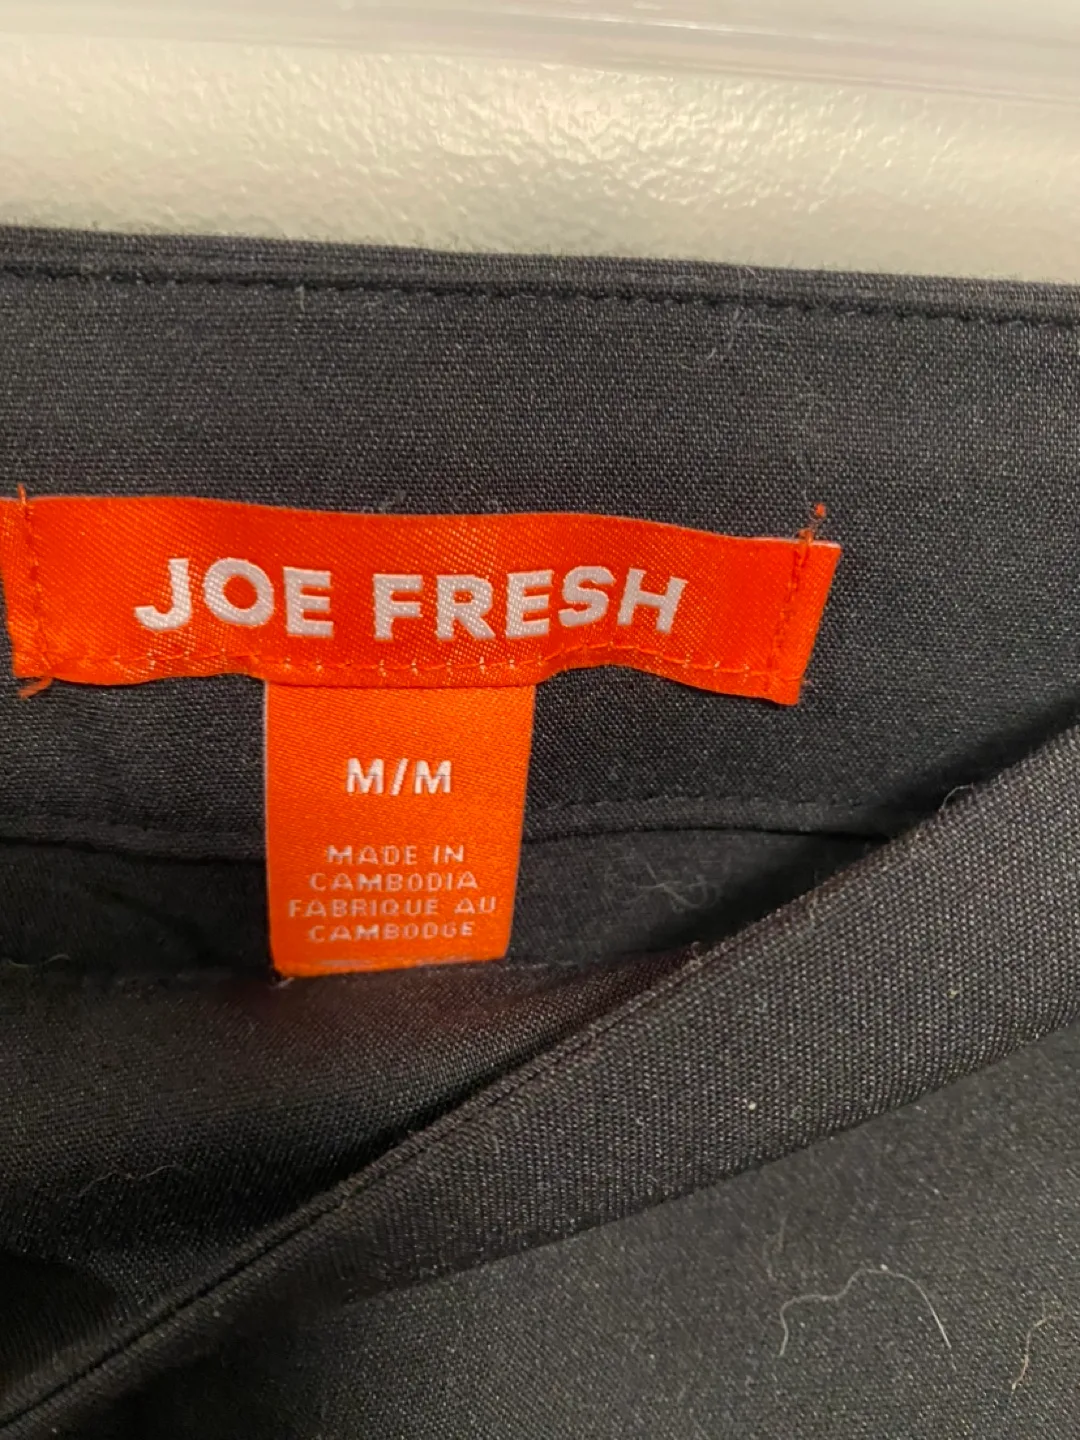 JOE FRESH
M/M
MADE IN
CAMBODIA
FABRIQUE AU
CAMBODGE